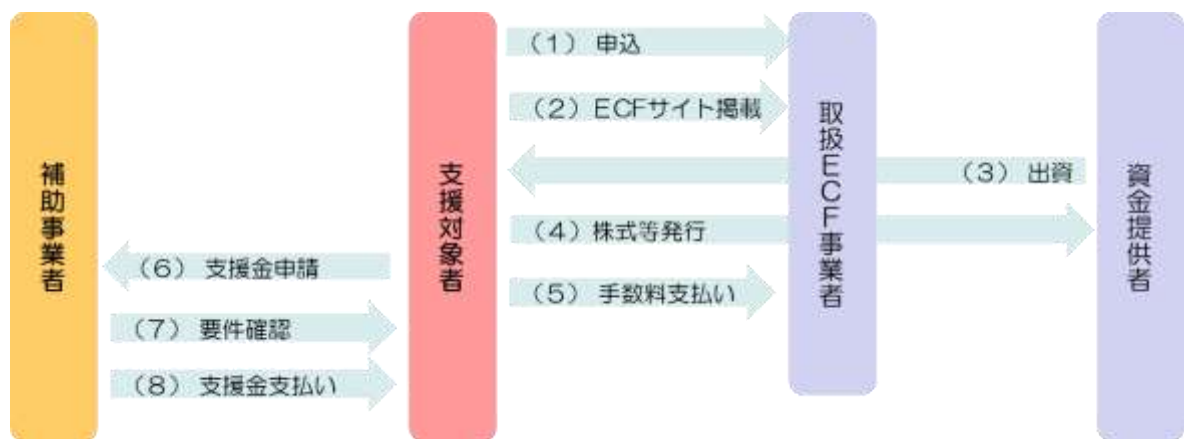 補助事業者
支援対象者
取扱ECF事業者
資金提供者
（1） 申込
（2） ECFサイト掲載
（3） 出資
（4） 株式等発行
（5） 手数料支払い
（6） 支援金申請
（7） 要件確認
（8） 支援金支払い